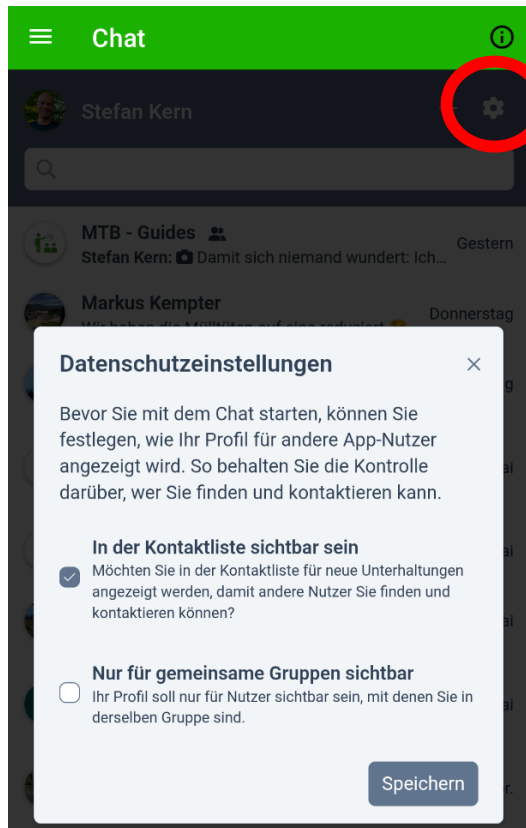 Chat
Stefan Kern
MTB - Guides
Gestern
Stefan Kern: Damit sich niemand wundert: Ich...
Markus Kempter
Donnerstag
Datenschutzeinstellungen
Bevor Sie mit dem Chat starten, können Sie
festlegen, wie Ihr Profil für andere App-Nutzer
angezeigt wird. So behalten Sie die Kontrolle
darüber, wer Sie finden und kontaktieren kann.
In der Kontaktliste sichtbar sein
Möchten Sie in der Kontaktliste für neue Unterhaltungen
angezeigt werden, damit andere Nutzer Sie finden und
kontaktieren können?
Nur für gemeinsame Gruppen sichtbar
Ihr Profil soll nur für Nutzer sichtbar sein, mit denen Sie in
derselben Gruppe sind.
Speichern